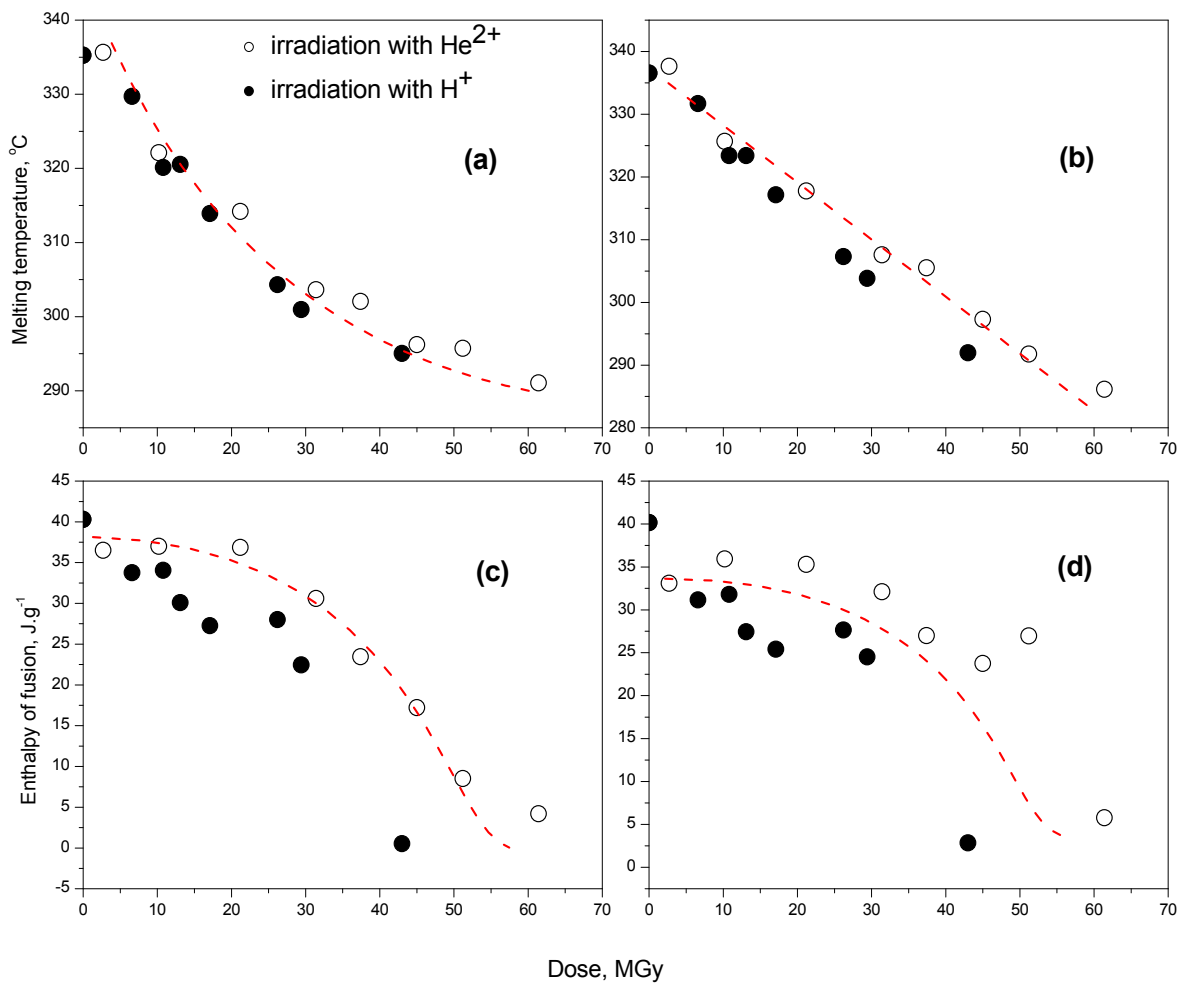 irradiation with He2+
irradiation with H+
(a)
Melting temperature, oC
340
330
320
310
300
290
0 10 20 30 40 50 60 70
(b)
340
330
320
310
300
290
280
0 10 20 30 40 50 60 70
(c)
Enthalpy of fusion, J.g-1
45
40
35
30
25
20
15
10
5
0
-5
0 10 20 30 40 50 60 70
(d)
45
40
35
30
25
20
15
10
5
0
0 10 20 30 40 50 60 70
Dose, MGy